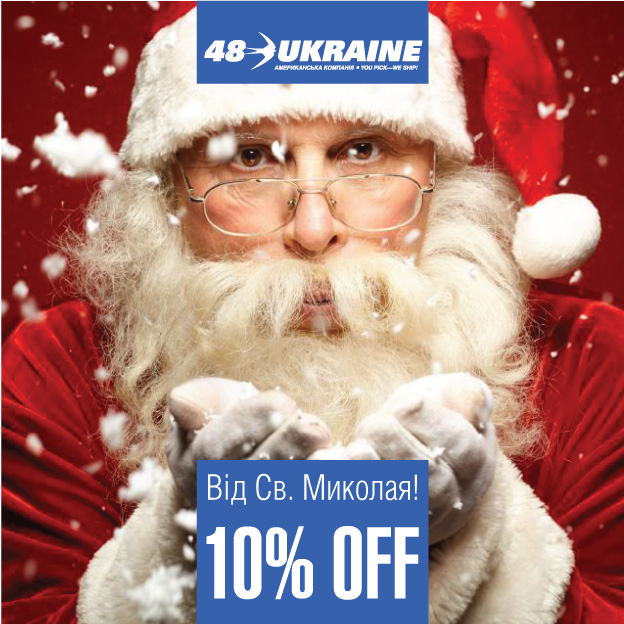 48 UKRAINE
АМЕРИКАНСЬКА КОМПАНІЯ • YOU PICK—WE SHIP!
Від Св. Миколая!
10% OFF